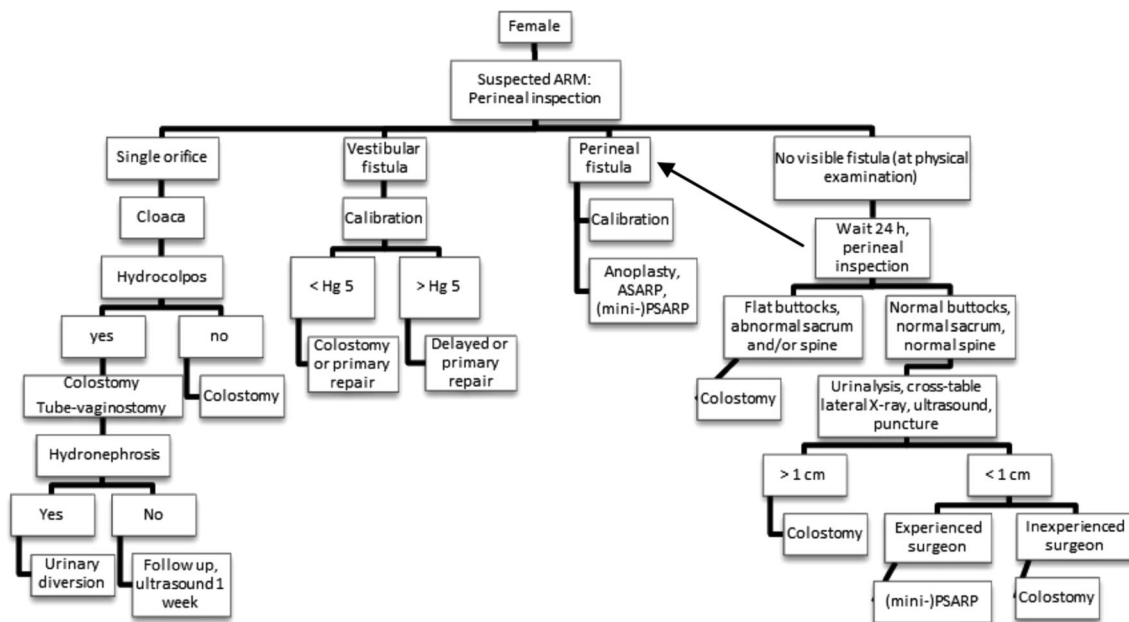 Female
Suspected ARM:
Perineal inspection
Single orifice
Vestibular
fistula
Perineal
fistula
No visible fistula (at physical
examination)
Cloaca
Calibration
Calibration
Wait 24 h,
perineal
inspection
Hydrocolpos
< Hg 5
> Hg 5
Anoplasty,
ASARP,
(mini-)PSARP
Flat buttocks,
abnormal sacrum
and/or spine
Normal buttocks,
normal sacrum,
normal spine
yes
no
Colostomy
or primary
repair
Delayed or
primary
repair
Colostomy
Tube-vaginostomy
Colostomy
Colostomy
Urinalysis, cross-table
lateral X-ray, ultrasound,
puncture
Hydronephrosis
> 1 cm
< 1 cm
Yes
No
Colostomy
Experienced
surgeon
Inexperienced
surgeon
Urinary
diversion
Follow up,
ultrasound 1
week
(mini-)PSARP
Colostomy